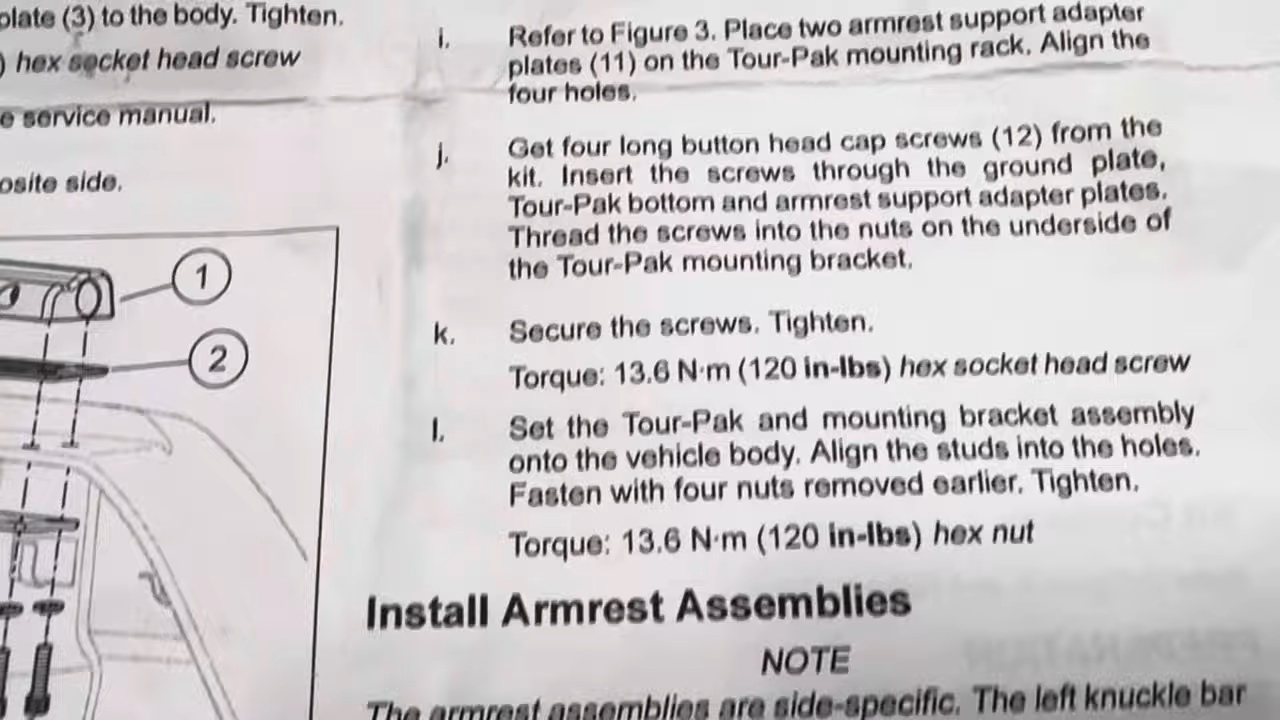 plate (3) to the body. Tighten.
) hex socket head screw
e service manual.
osite side.
1
2
i. Refer to Figure 3. Place two armrest support adapter
plates (11) on the Tour-Pak mounting rack. Align the
four holes.
j. Get four long button head cap screws (12) from the
kit. Insert the screws through the ground plate,
Tour-Pak bottom and armrest support adapter plates.
Thread the screws into the nuts on the underside of
the Tour-Pak mounting bracket.
k. Secure the screws. Tighten.
Torque: 13.6 N·m (120 in-lbs) hex socket head screw
l. Set the Tour-Pak and mounting bracket assembly
onto the vehicle body. Align the studs into the holes.
Fasten with four nuts removed earlier. Tighten.
Torque: 13.6 N·m (120 in-lbs) hex nut
Install Armrest Assemblies
NOTE
The armrest assemblies are side-specific. The left knuckle bar